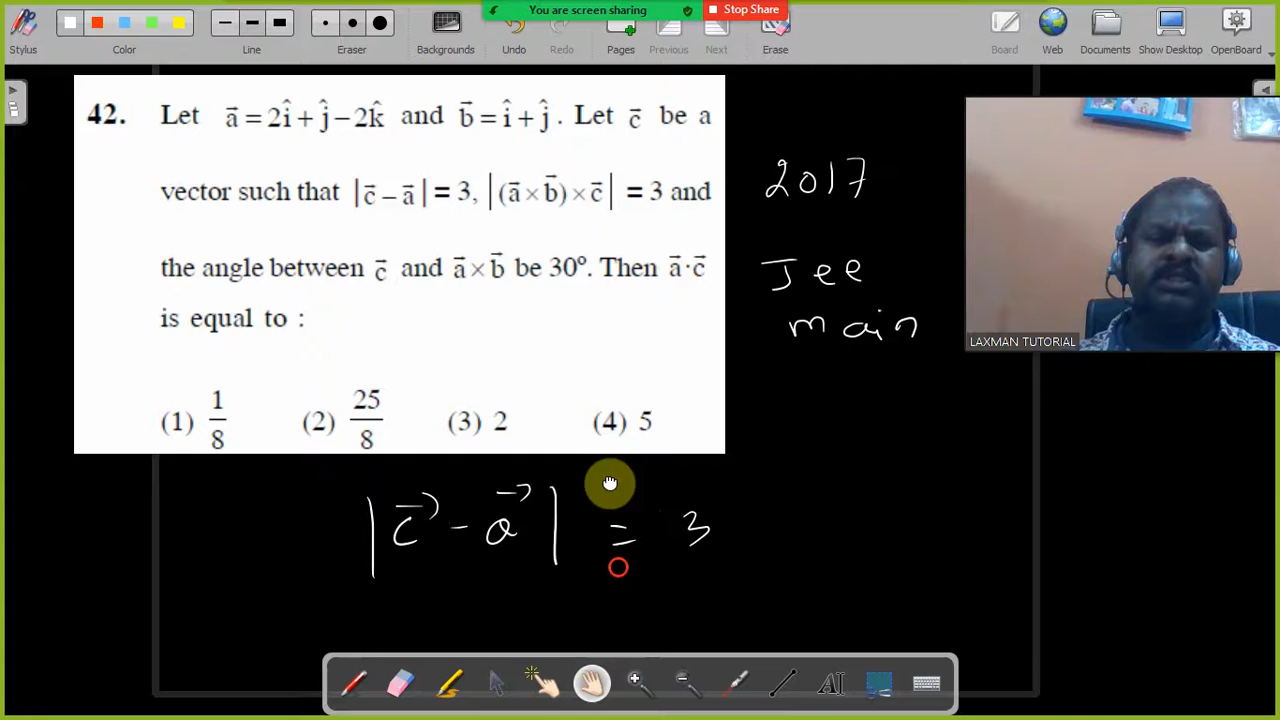 You are screen sharing
Stop Share
Stylus
Color
Line
Eraser
Backgrounds
Undo
Redo
Pages
Previous
Next
Erase
Board
Web
Documents
Show Desktop
OpenBoard
42. Let a⃗ = 2î + ĵ − 2k̂ and b⃗ = î + ĵ. Let c⃗ be a
vector such that |c⃗ − a⃗| = 3, |(a⃗ × b⃗) × c⃗| = 3 and
the angle between c⃗ and a⃗ × b⃗ be 30º. Then a⃗·c⃗
is equal to :
(1) 1/8 (2) 25/8 (3) 2 (4) 5
2017
Jee
main
LAXMAN TUTORIAL
|c⃗ − a⃗| = 3
AI